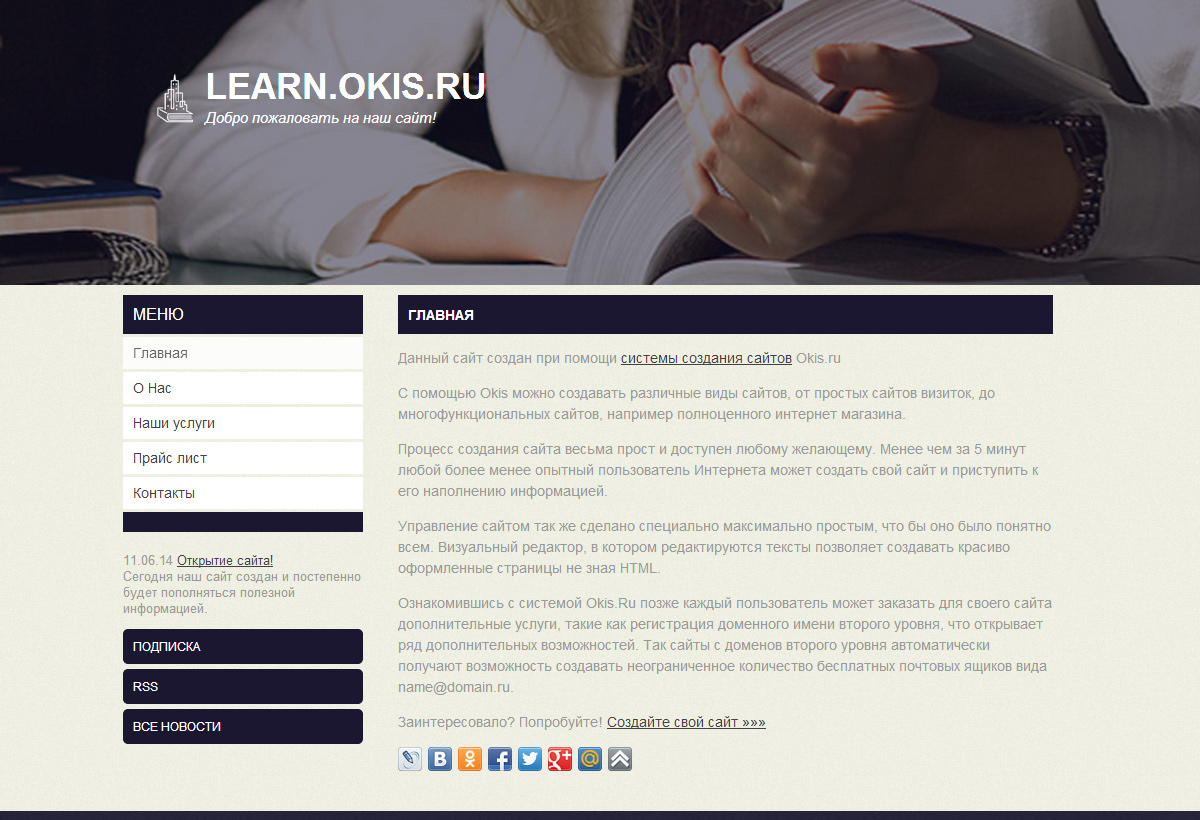 LEARN.OKIS.RU
Добро пожаловать на наш сайт!
МЕНЮ
Главная
О Нас
Наши услуги
Прайс лист
Контакты
11.06.14 Открытие сайта!
Сегодня наш сайт создан и постепенно
будет пополняться полезной
информацией.
ПОДПИСКА
RSS
ВСЕ НОВОСТИ
ГЛАВНАЯ
Данный сайт создан при помощи системы создания сайтов Okis.ru
С помощью Okis можно создавать различные виды сайтов, от простых сайтов визиток, до
многофункциональных сайтов, например полноценного интернет магазина.
Процесс создания сайта весьма прост и доступен любому желающему. Менее чем за 5 минут
любой более менее опытный пользователь Интернета может создать свой сайт и приступить к
его наполнению информацией.
Управление сайтом так же сделано специально максимально простым, что бы оно было понятно
всем. Визуальный редактор, в котором редактируются тексты позволяет создавать красиво
оформленные страницы не зная HTML.
Ознакомившись с системой Okis.Ru позже каждый пользователь может заказать для своего сайта
дополнительные услуги, такие как регистрация доменного имени второго уровня, что открывает
ряд дополнительных возможностей. Так сайты с доменов второго уровня автоматически
получают возможность создавать неограниченное количество бесплатных почтовых ящиков вида
name@domain.ru.
Заинтересовало? Попробуйте! Создайте свой сайт »»»